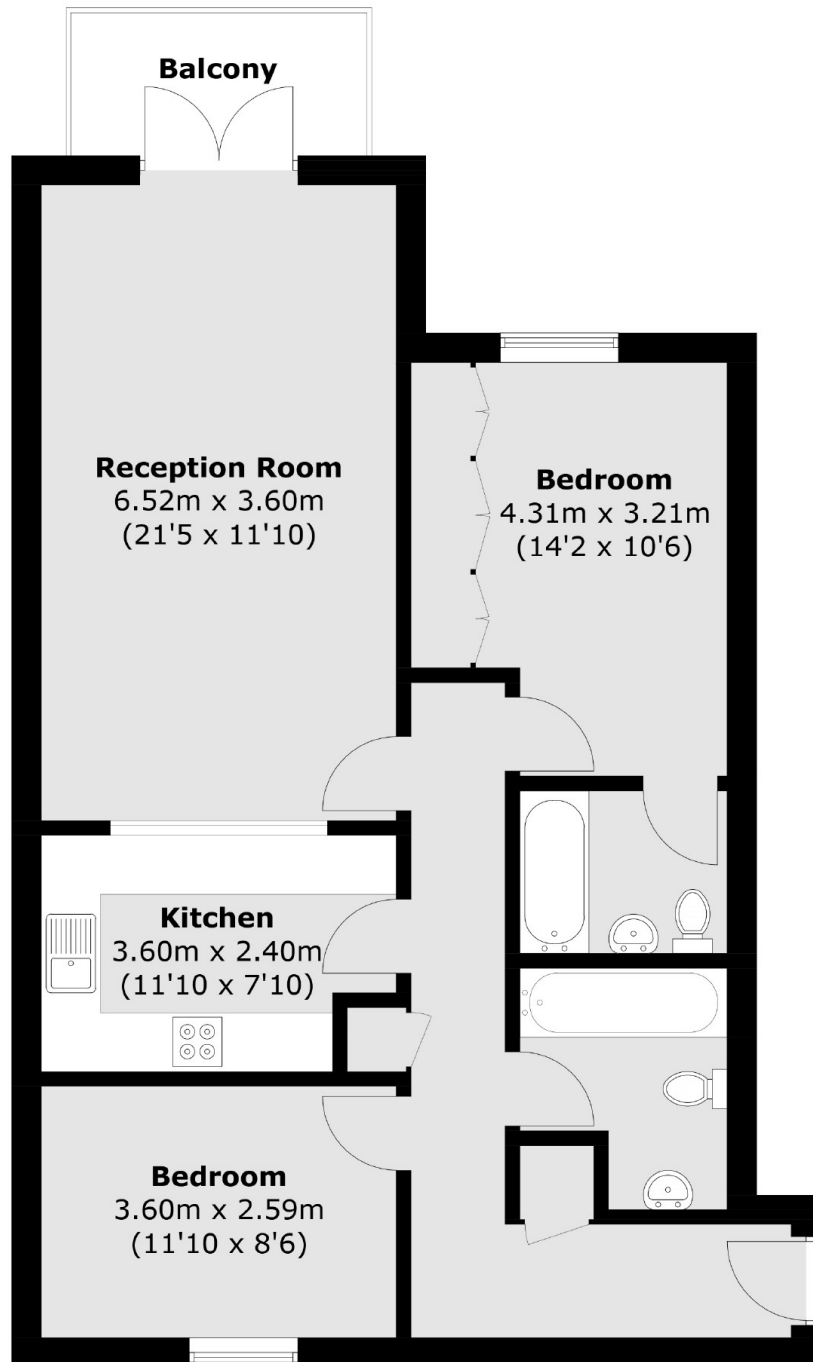 Balcony
Reception Room
6.52m x 3.60m
(21'5 x 11'10)
Bedroom
4.31m x 3.21m
(14'2 x 10'6)
Kitchen
3.60m x 2.40m
(11'10 x 7'10)
Bedroom
3.60m x 2.59m
(11'10 x 8'6)